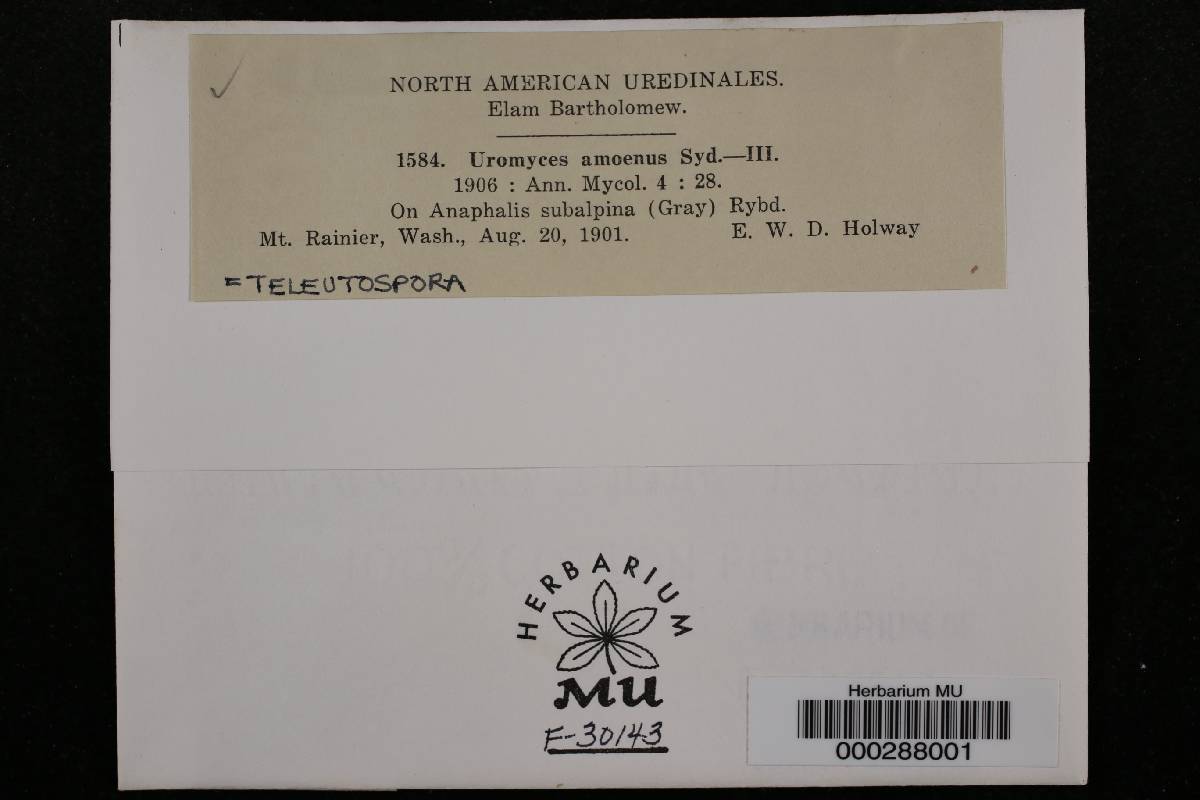 NORTH AMERICAN UREDINALES.
Elam Bartholomew.
1584. Uromyces amoenus Syd.—III.
1906 : Ann. Mycol. 4 : 28.
On Anaphalis subalpina (Gray) Rybd.
Mt. Rainier, Wash., Aug. 20, 1901. E. W. D. Holway
= TELEUTOSPORA
HERBARIUM
MU
F-30143
Herbarium MU
000288001